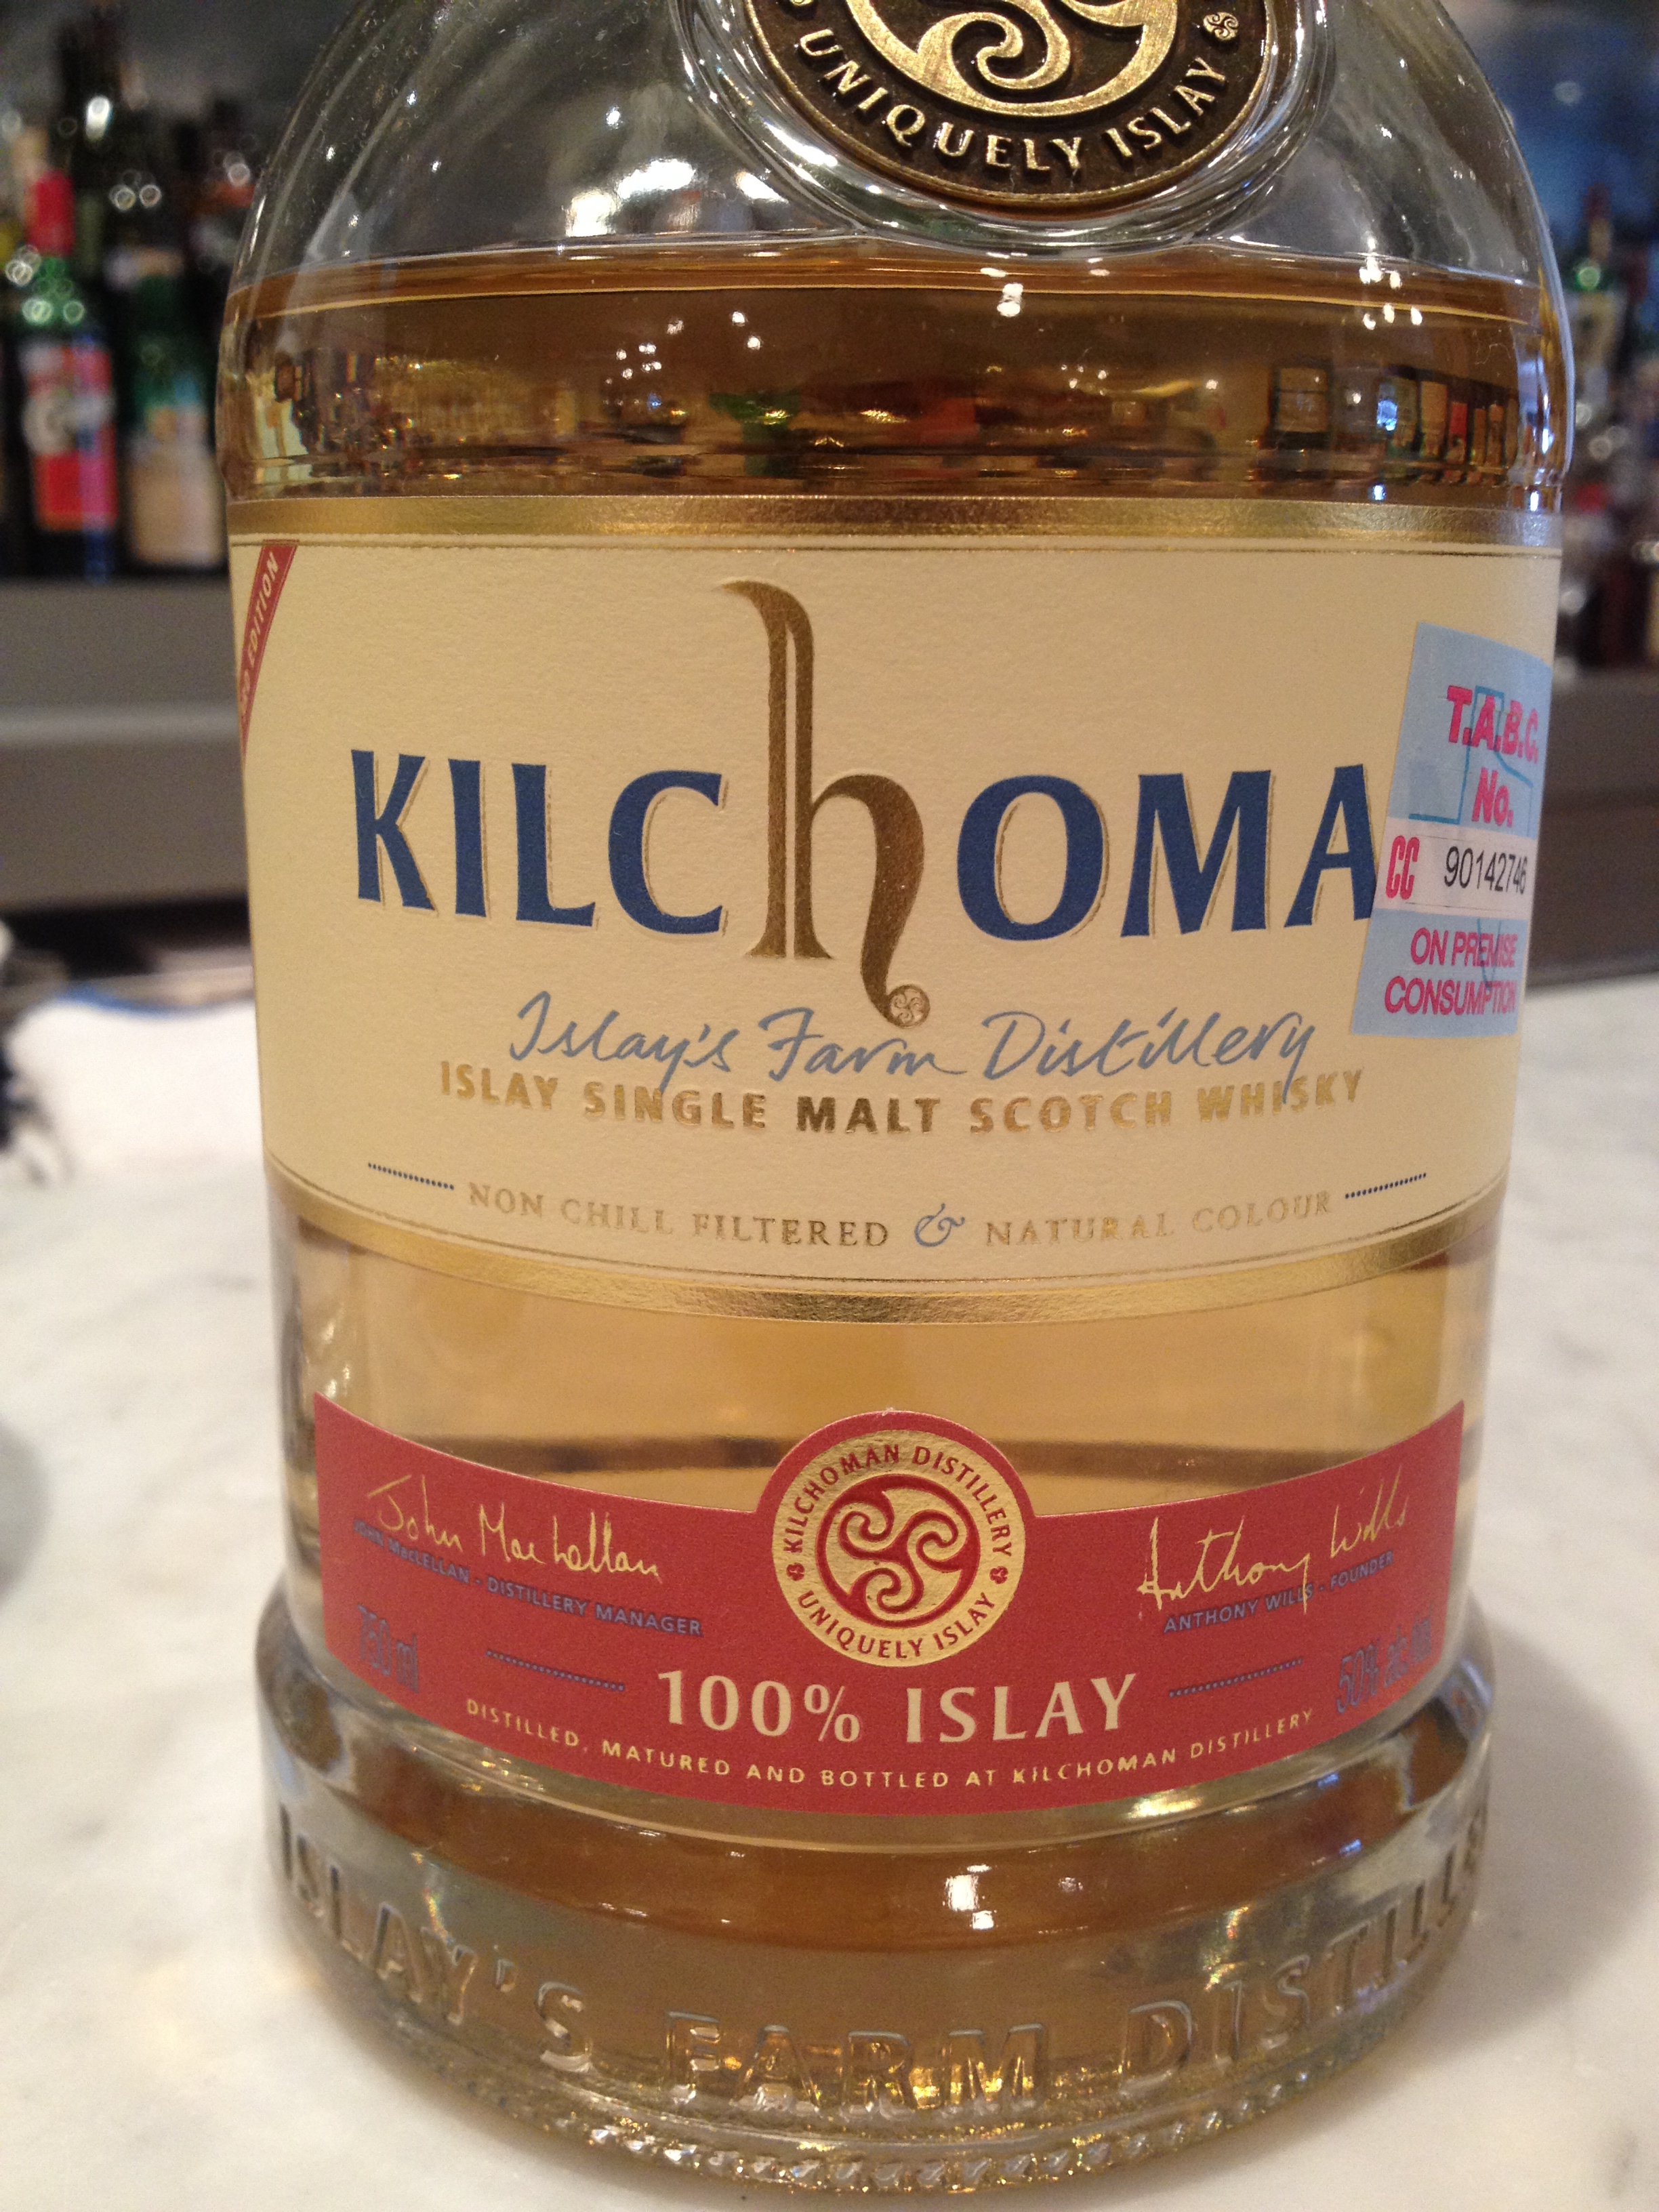 UNIQUELY ISLAY
EDITION
KILCHOMA
T.A.B.C.
No.
CC 90142746
ON PREMISE
CONSUMPTION
Islay's Farm Distillery
ISLAY SINGLE MALT SCOTCH WHISKY
NON CHILL FILTERED & NATURAL COLOUR
KILCHOMAN DISTILLERY
UNIQUELY ISLAY
John MacLellan
JOHN MacLELLAN - DISTILLERY MANAGER
Anthony Wills
ANTHONY WILLS - FOUNDER
750 ml
100% ISLAY
50% alc./vol.
DISTILLED, MATURED AND BOTTLED AT KILCHOMAN DISTILLERY
ISLAY'S FARM DISTILL